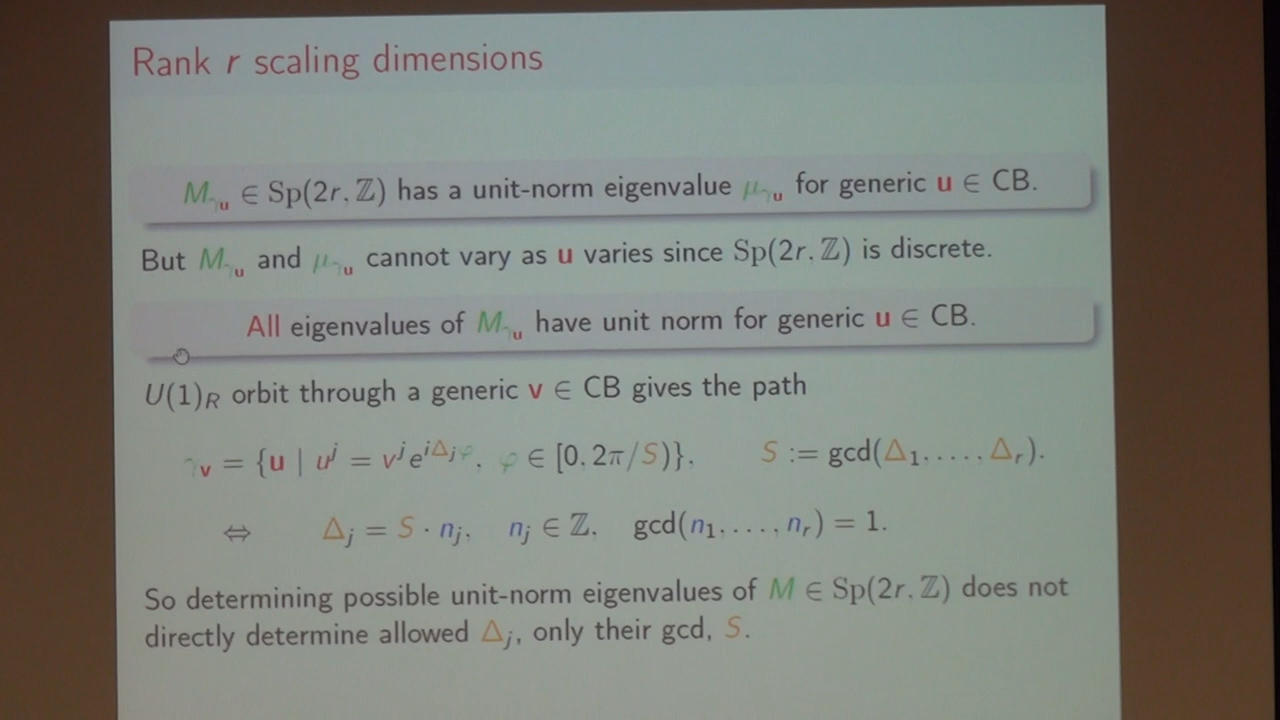 Rank r scaling dimensions
M_{γ_u} ∈ Sp(2r, ℤ) has a unit-norm eigenvalue μ_{γ_u} for generic u ∈ CB.
But M_{γ_u} and μ_{γ_u} cannot vary as u varies since Sp(2r, ℤ) is discrete.
All eigenvalues of M_{γ_u} have unit norm for generic u ∈ CB.
U(1)_R orbit through a generic v ∈ CB gives the path
γ_v = {u | u^j = v^j e^{iΔ_jφ}, φ ∈ [0, 2π/S)}, S := gcd(Δ_1, . . . , Δ_r).
⇔ Δ_j = S · n_j, n_j ∈ ℤ, gcd(n_1, . . . , n_r) = 1.
So determining possible unit-norm eigenvalues of M ∈ Sp(2r, ℤ) does not
directly determine allowed Δ_j, only their gcd, S.